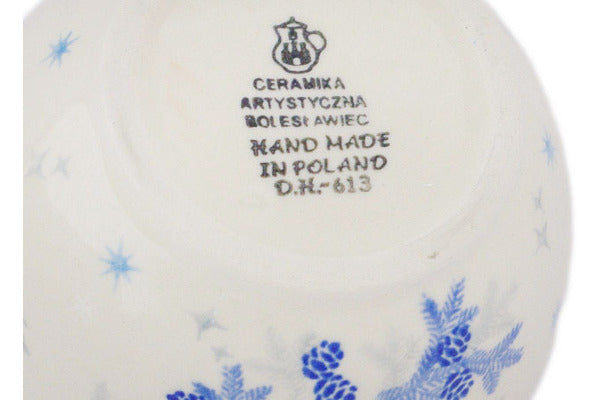 CERAMIKA
ARTYSTYCZNA
BOLESŁAWIEC
HAND MADE
IN POLAND
D.H.-613